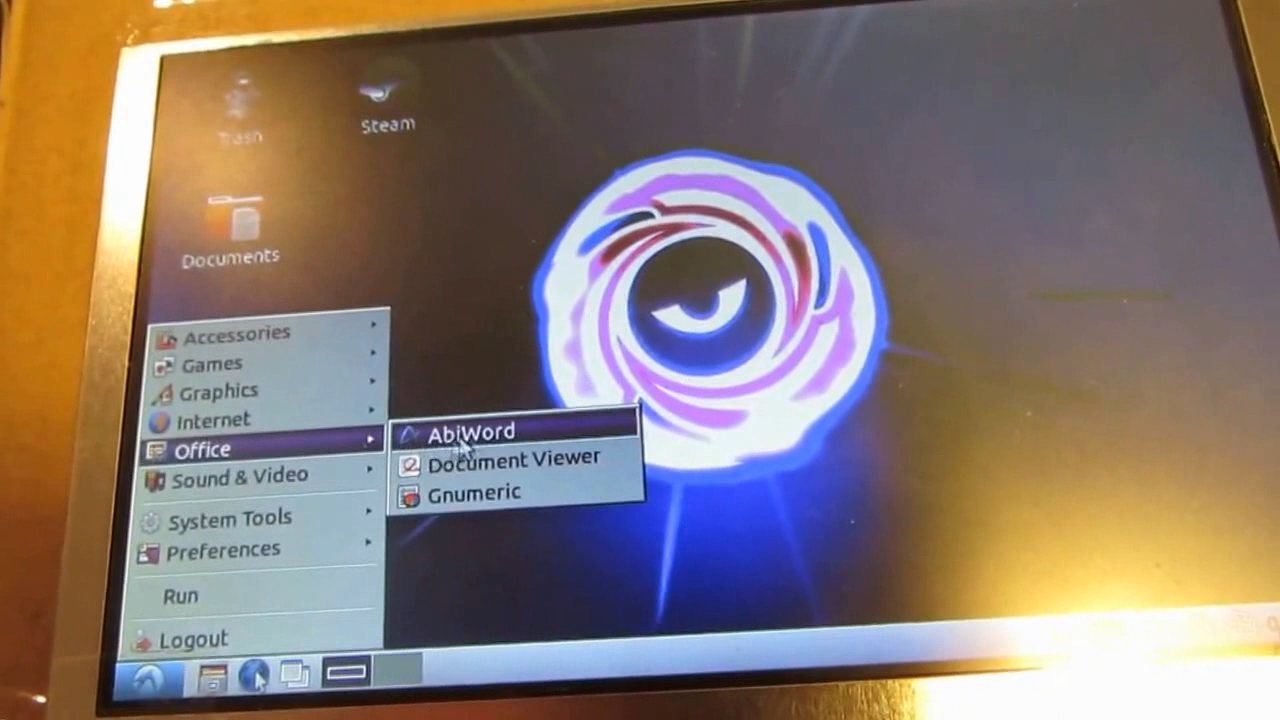 Trash
Steam
Documents
Accessories
Games
Graphics
Internet
Office
Sound & Video
System Tools
Preferences
Run
Logout
AbiWord
Document Viewer
Gnumeric